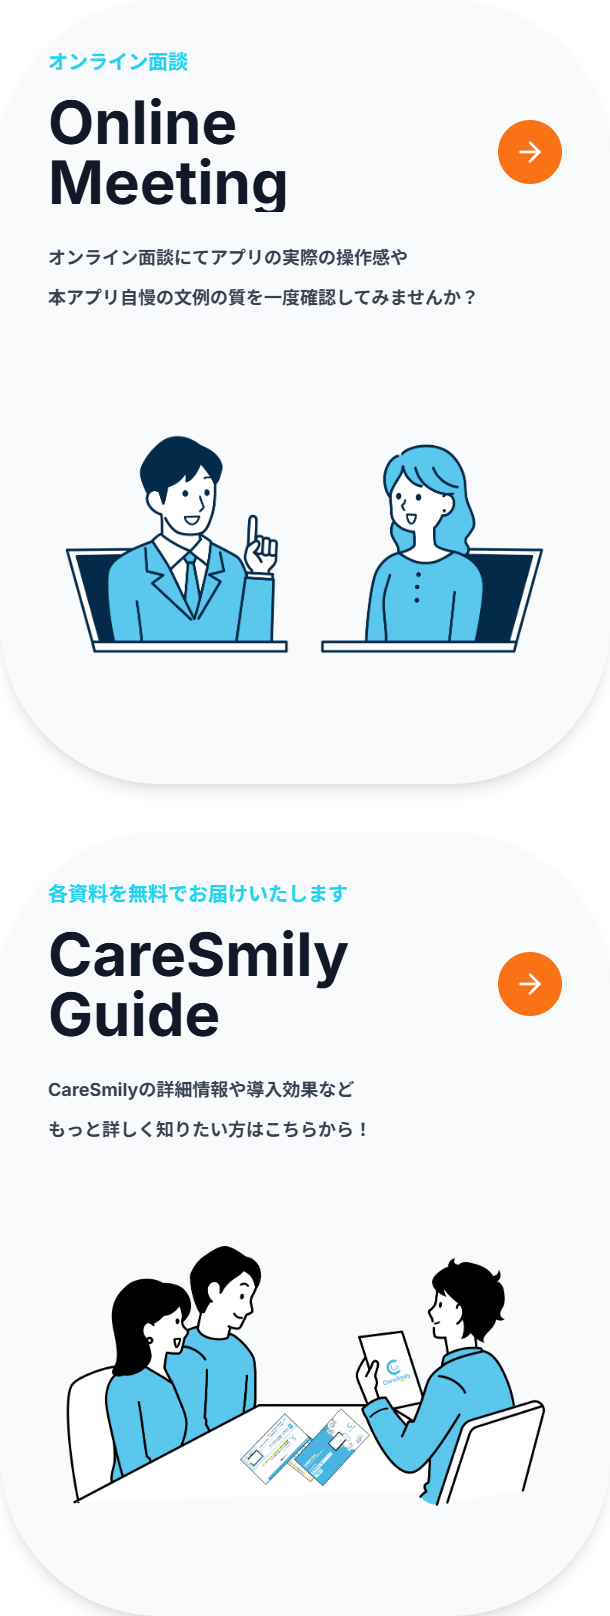 オンライン面談
Online
Meeting
オンライン面談にてアプリの実際の操作感や
本アプリ自慢の文例の質を一度確認してみませんか？
各資料を無料でお届けいたします
CareSmily
Guide
CareSmilyの詳細情報や導入効果など
もっと詳しく知りたい方はこちらから！
CareSmily